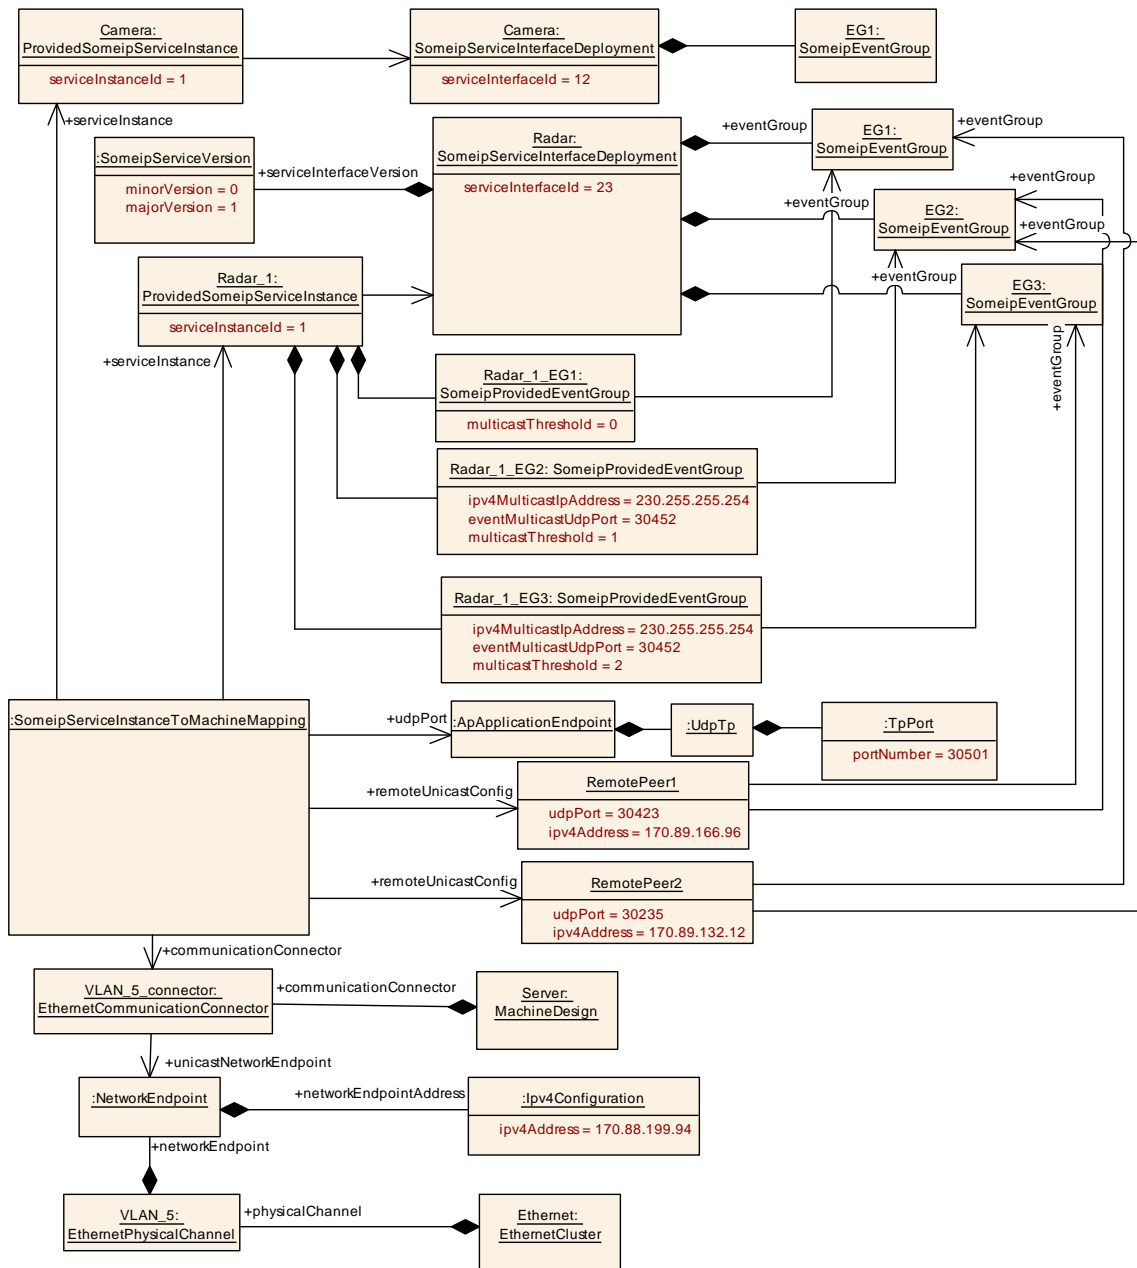 Camera:
ProvidedSomeipServiceInstance
serviceInstanceId = 1
Camera:
SomeipServiceInterfaceDeployment
serviceInterfaceId = 12
EG1:
SomeipEventGroup
+serviceInstance
:SomeipServiceVersion
minorVersion = 0
majorVersion = 1
+serviceInterfaceVersion
Radar:
SomeipServiceInterfaceDeployment
serviceInterfaceId = 23
+eventGroup
EG1:
SomeipEventGroup
+eventGroup
+eventGroup
EG2:
SomeipEventGroup
+eventGroup
+eventGroup
+eventGroup
EG3:
SomeipEventGroup
+eventGroup
Radar_1:
ProvidedSomeipServiceInstance
serviceInstanceId = 1
+serviceInstance
Radar_1_EG1:
SomeipProvidedEventGroup
multicastThreshold = 0
Radar_1_EG2: SomeipProvidedEventGroup
ipv4MulticastIpAddress = 230.255.255.254
eventMulticastUdpPort = 30452
multicastThreshold = 1
Radar_1_EG3: SomeipProvidedEventGroup
ipv4MulticastIpAddress = 230.255.255.254
eventMulticastUdpPort = 30452
multicastThreshold = 2
:SomeipServiceInstanceToMachineMapping
+udpPort
:ApApplicationEndpoint
:UdpTp
:TpPort
portNumber = 30501
+remoteUnicastConfig
RemotePeer1
udpPort = 30423
ipv4Address = 170.89.166.96
+remoteUnicastConfig
RemotePeer2
udpPort = 30235
ipv4Address = 170.89.132.12
+communicationConnector
VLAN_5_connector:
EthernetCommunicationConnector
+communicationConnector
Server:
MachineDesign
+unicastNetworkEndpoint
:NetworkEndpoint
+networkEndpointAddress
:Ipv4Configuration
ipv4Address = 170.88.199.94
+networkEndpoint
VLAN_5:
EthernetPhysicalChannel
+physicalChannel
Ethernet:
EthernetCluster